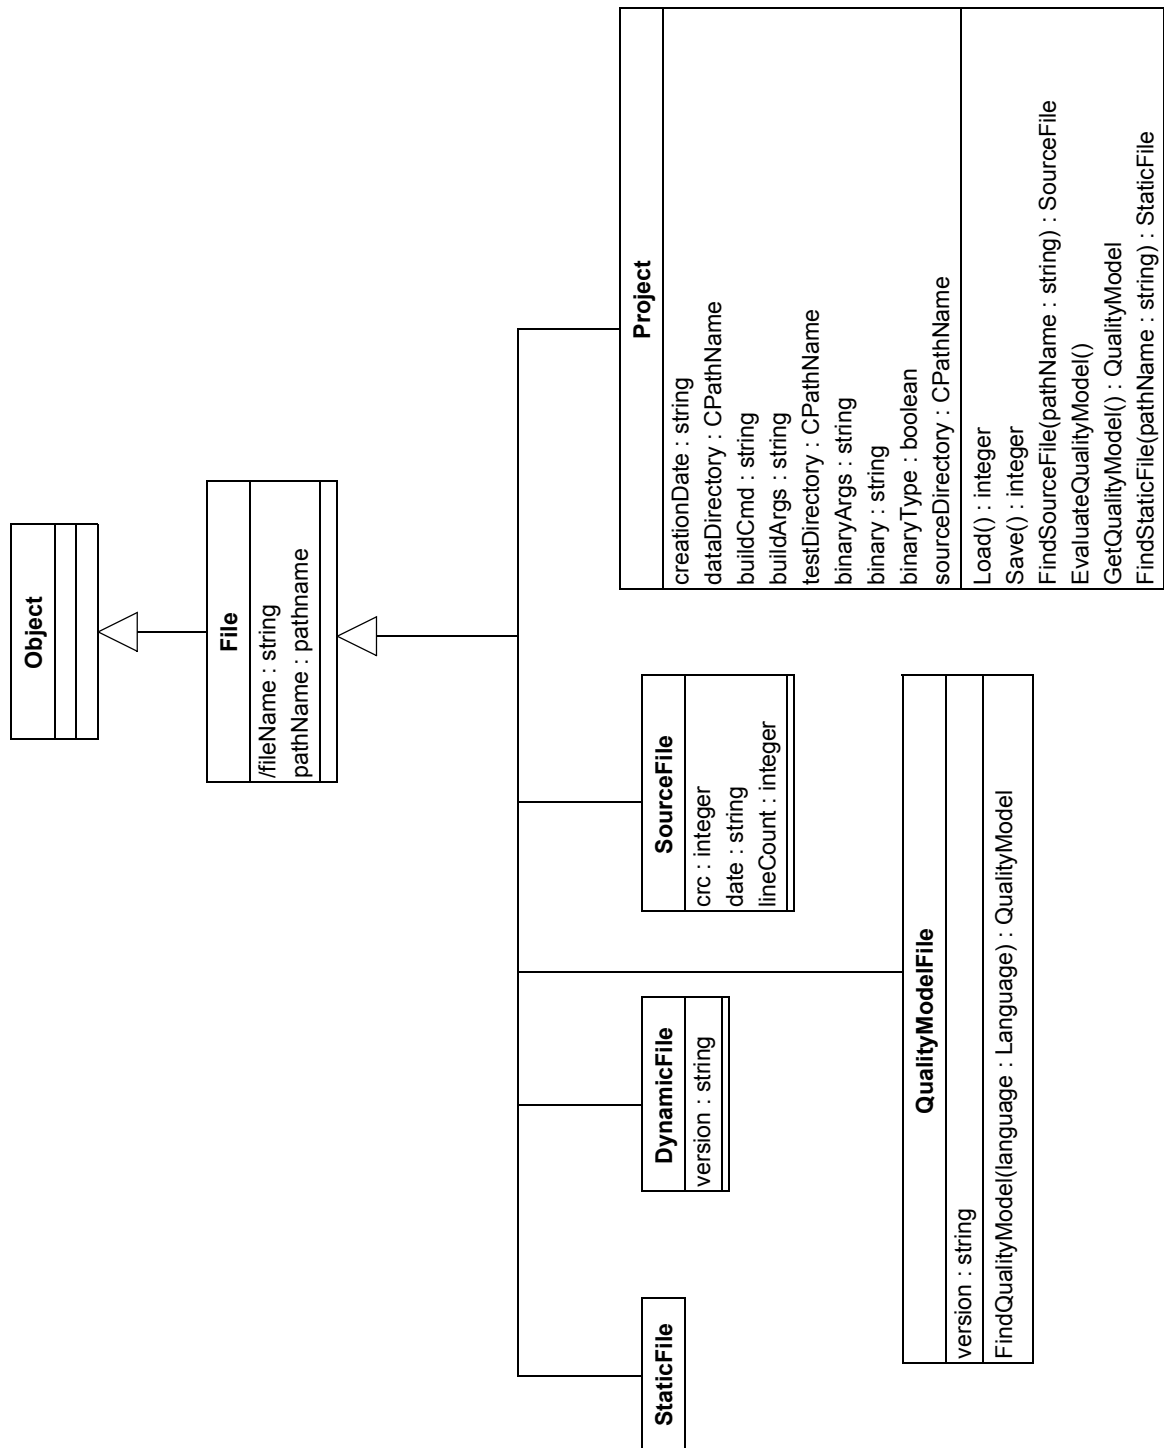 Object
File
/fileName : string
pathName : pathname
StaticFile
DynamicFile
version : string
SourceFile
crc : integer
date : string
lineCount : integer
Project
creationDate : string
dataDirectory : CPathName
buildCmd : string
buildArgs : string
testDirectory : CPathName
binaryArgs : string
binary : string
binaryType : boolean
sourceDirectory : CPathName
Load() : integer
Save() : integer
FindSourceFile(pathName : string) : SourceFile
EvaluateQualityModel()
GetQualityModel() : QualityModel
FindStaticFile(pathName : string) : StaticFile
QualityModelFile
version : string
FindQualityModel(language : Language) : QualityModel